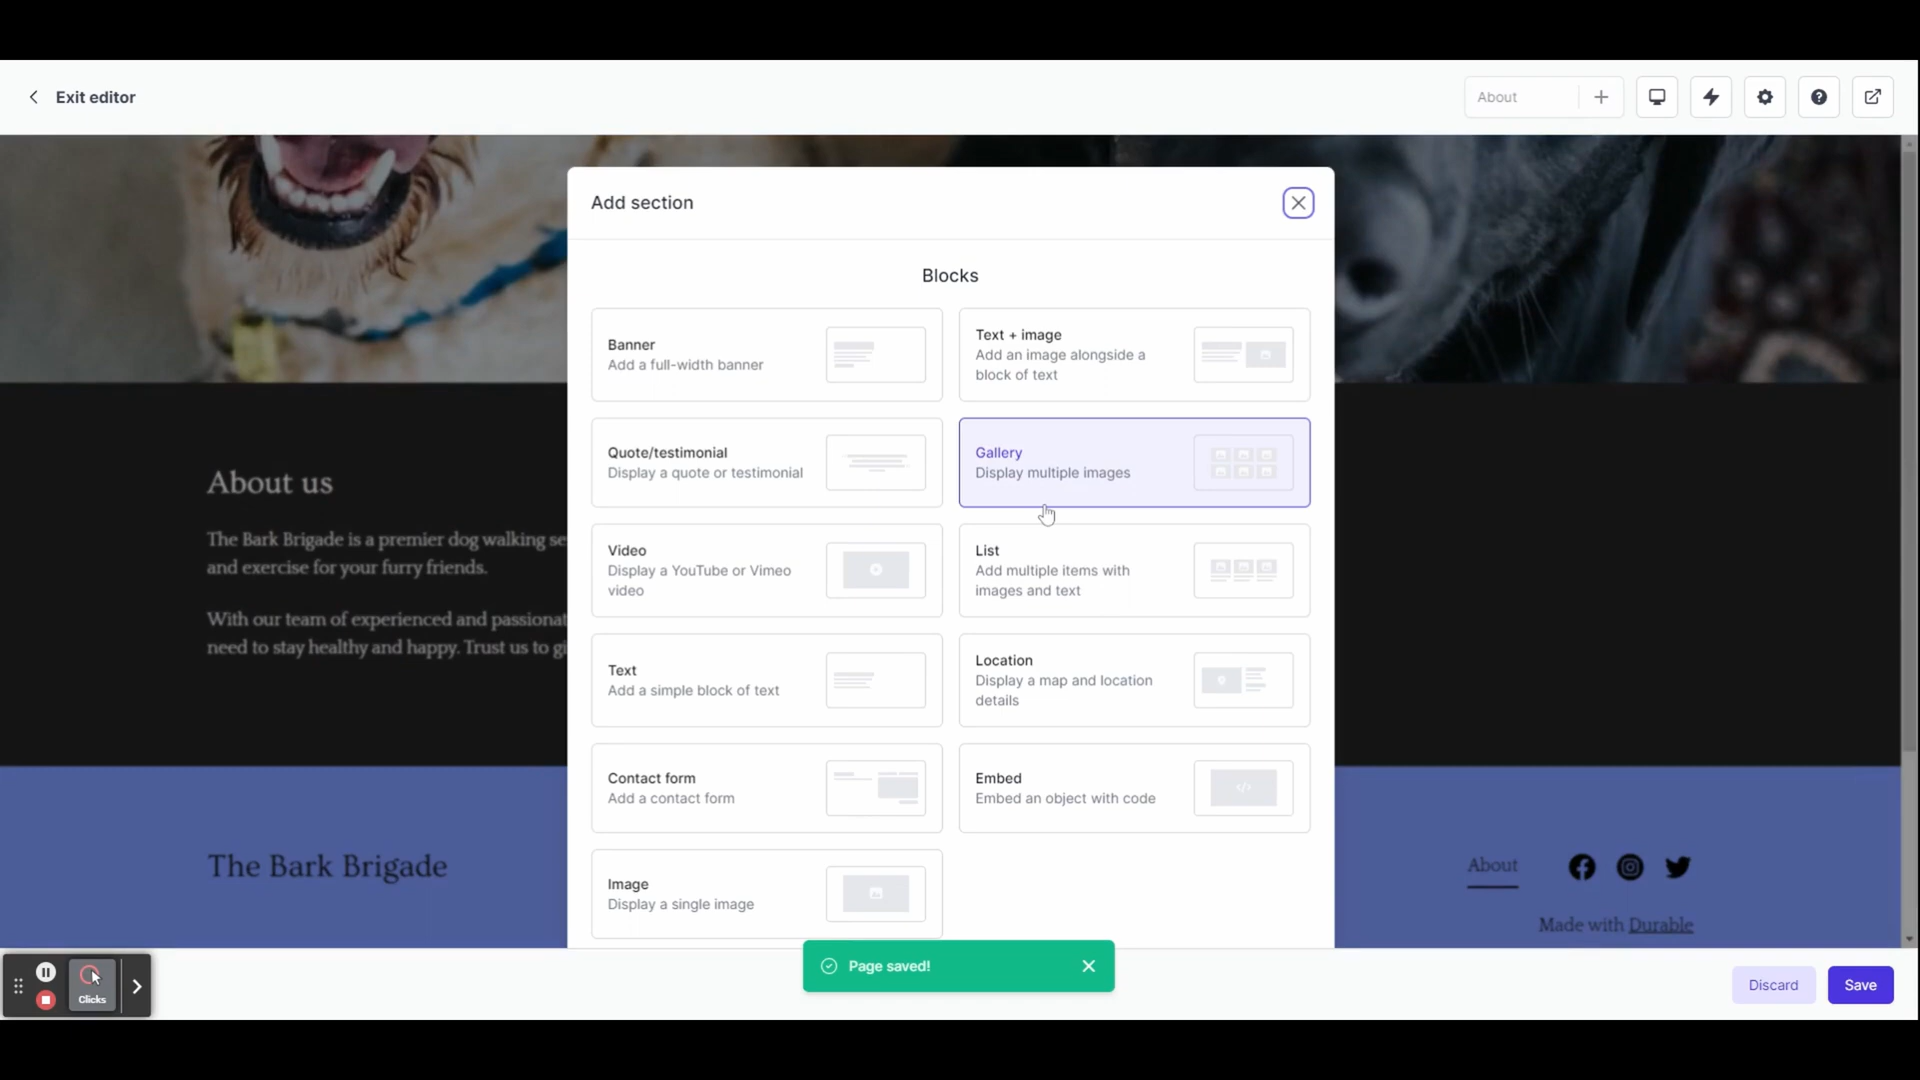 Exit editor
About
Add section
Blocks
Banner
Add a full-width banner
Text + image
Add an image alongside a
block of text
Quote/testimonial
Display a quote or testimonial
Gallery
Display multiple images
Video
Display a YouTube or Vimeo
video
List
Add multiple items with
images and text
Text
Add a simple block of text
Location
Display a map and location
details
Contact form
Add a contact form
Embed
Embed an object with code
Image
Display a single image
About us
The Bark Brigade is a premier dog walking
and exercise for your furry friends.
With our team of experienced and
need to stay healthy and happy. Trust us to
The Bark Brigade
About
Made with Durable
Page saved!
Clicks
Discard
Save